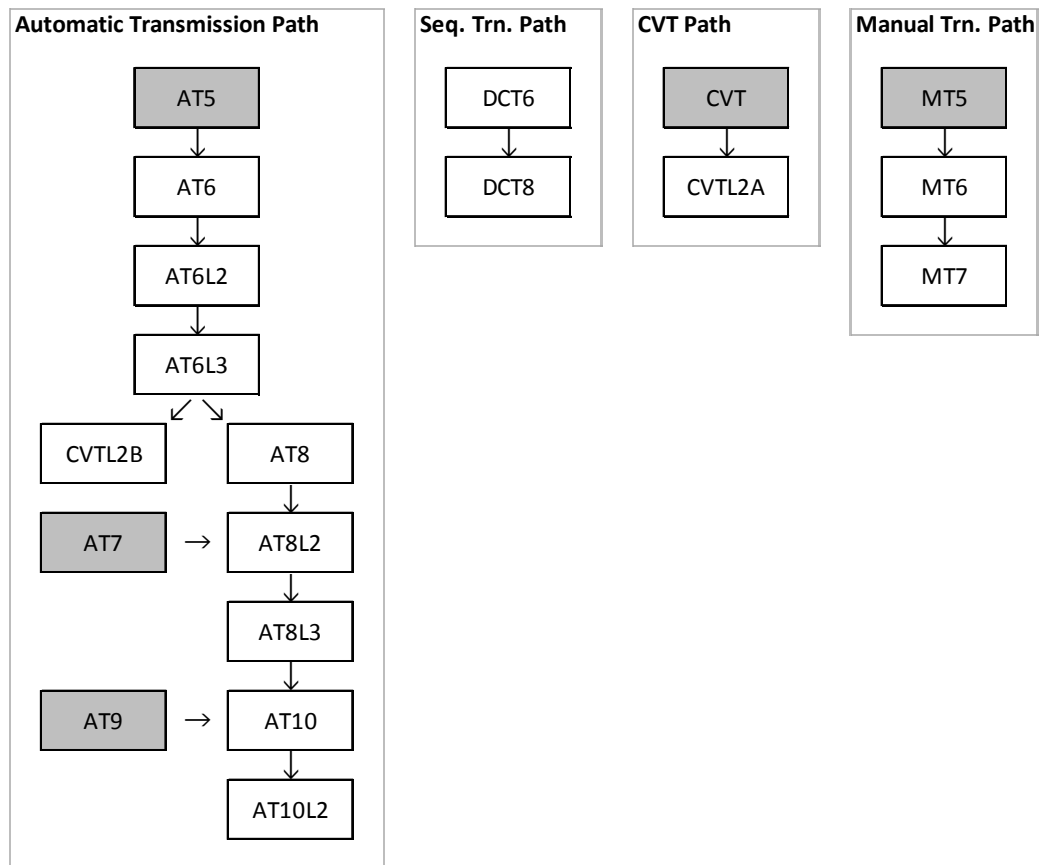 Automatic Transmission Path
AT5
AT6
AT6L2
AT6L3
CVTL2B
AT8
AT7
AT8L2
AT8L3
AT9
AT10
AT10L2
Seq. Trn. Path
DCT6
DCT8
CVT Path
CVT
CVTL2A
Manual Trn. Path
MT5
MT6
MT7